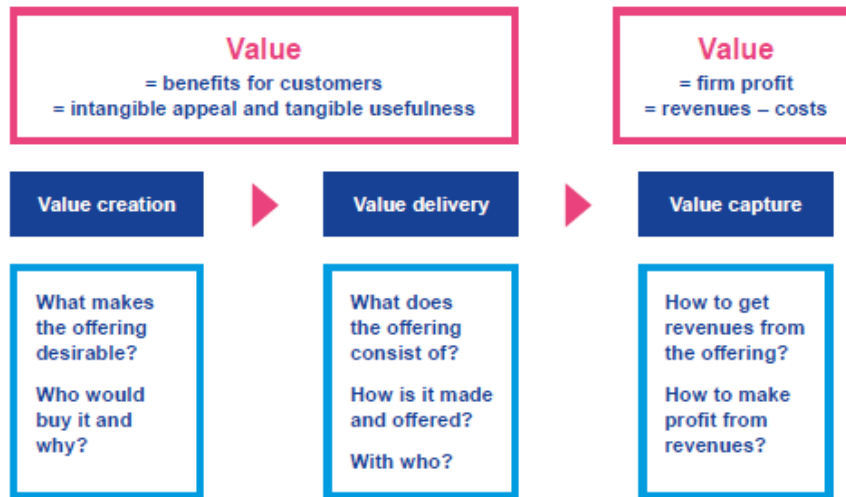 Value
= benefits for customers
= intangible appeal and tangible usefulness
Value
= firm profit
= revenues – costs
Value creation
Value delivery
Value capture
What makes
the offering
desirable?
Who would
buy it and
why?
What does
the offering
consist of?
How is it made
and offered?
With who?
How to get
revenues from
the offering?
How to make
profit from
revenues?